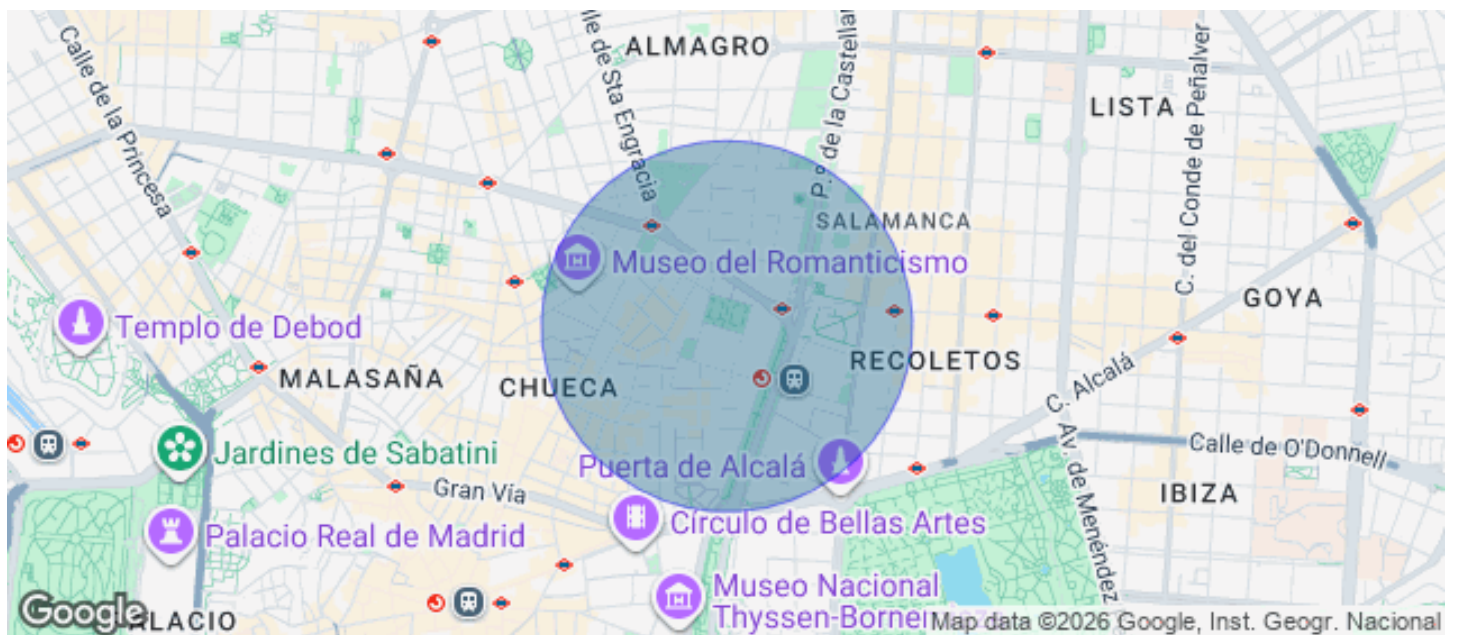 ALMAGRO
Calle de la Princesa
lle de Sta Engracia
P.º de la Castellan
C. del Conde de Peñalver
LISTA
SALAMANCA
Museo del Romanticismo
GOYA
Templo de Debod
MALASAÑA
CHUECA
RECOLETOS
C. Alcalá
Jardines de Sabatini
Puerta de Alcalá
Calle de O'Donnell
Gran Vía
Av. de Menéndez
IBIZA
Palacio Real de Madrid
Círculo de Bellas Artes
Museo Nacional
Thyssen-Bornemisza
Google
ALACIO
Map data ©2026 Google, Inst. Geogr. Nacional